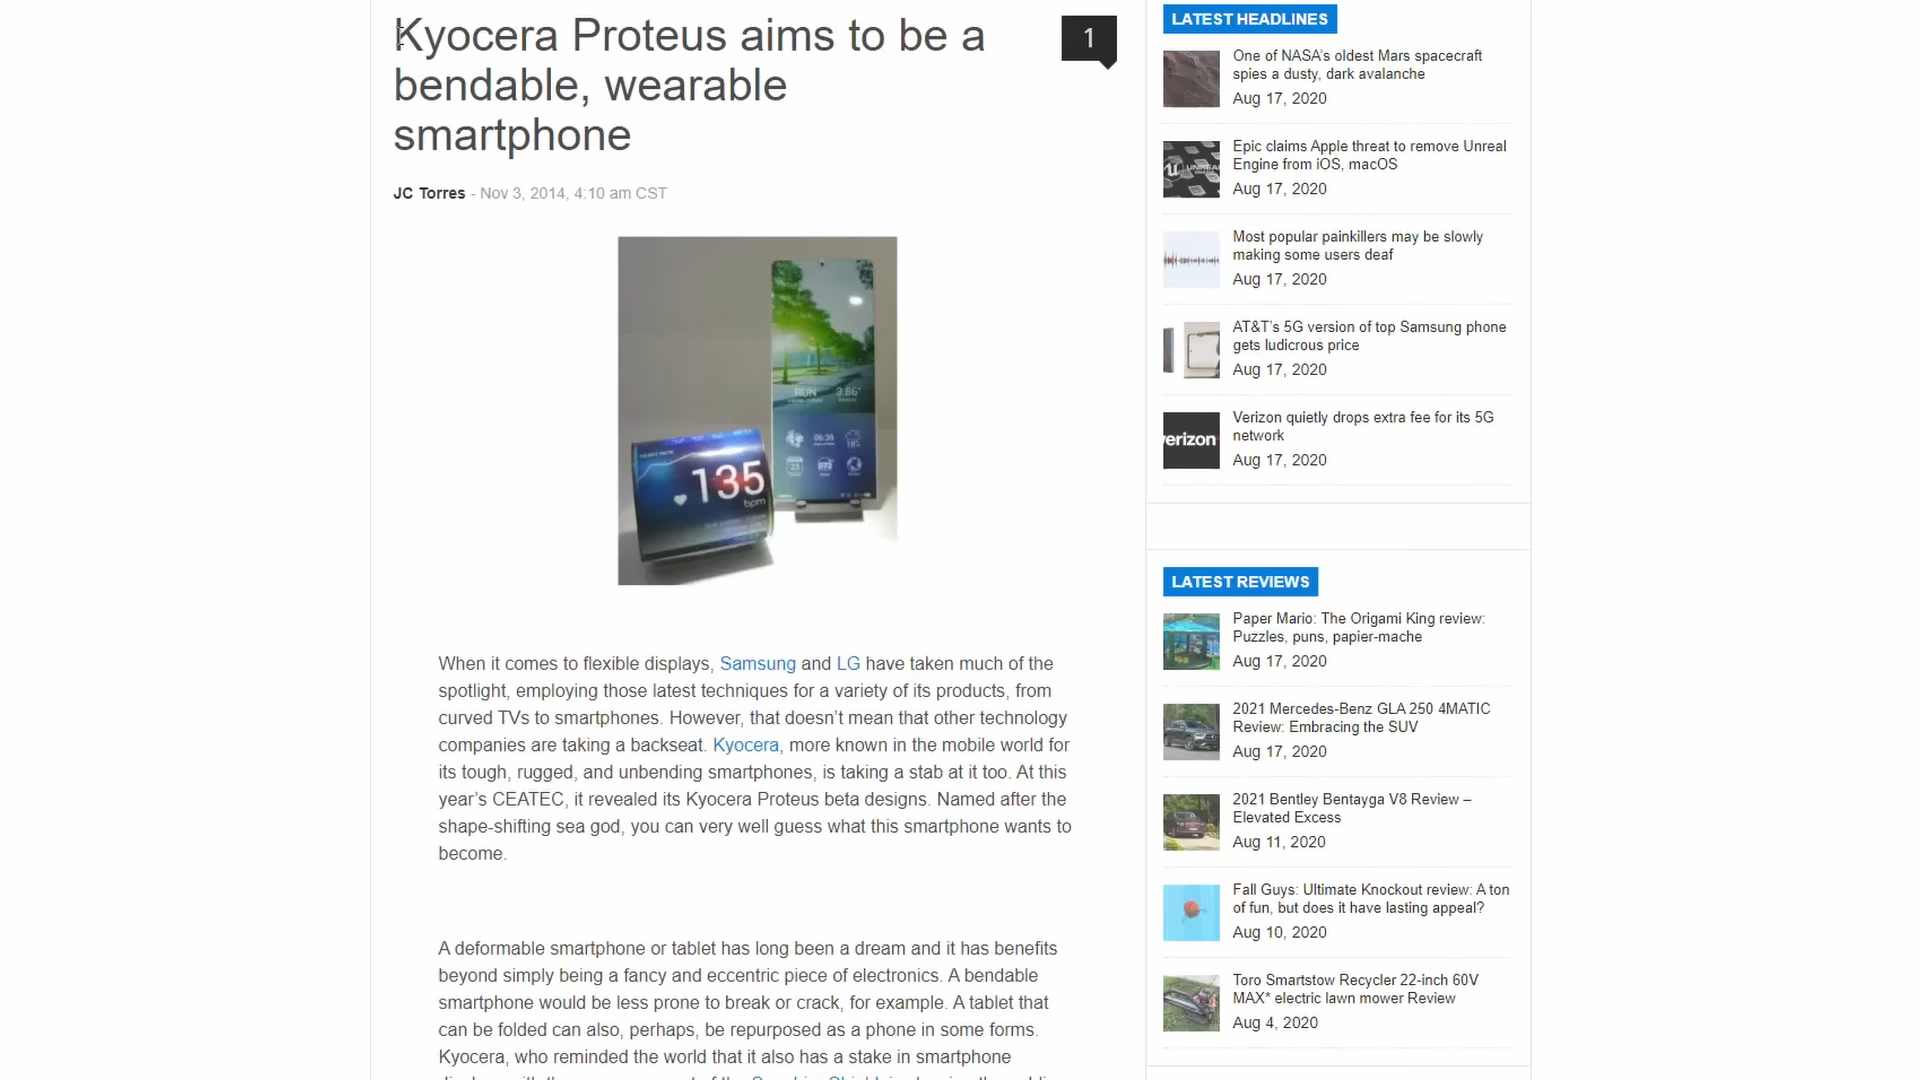 Kyocera Proteus aims to be a
bendable, wearable
smartphone
1
JC Torres - Nov 3, 2014, 4:10 am CST
135
bpm
RUN
3.86
06:35
23
When it comes to flexible displays, Samsung and LG have taken much of the
spotlight, employing those latest techniques for a variety of its products, from
curved TVs to smartphones. However, that doesn’t mean that other technology
companies are taking a backseat. Kyocera, more known in the mobile world for
its tough, rugged, and unbending smartphones, is taking a stab at it too. At this
year’s CEATEC, it revealed its Kyocera Proteus beta designs. Named after the
shape-shifting sea god, you can very well guess what this smartphone wants to
become.
A deformable smartphone or tablet has long been a dream and it has benefits
beyond simply being a fancy and eccentric piece of electronics. A bendable
smartphone would be less prone to break or crack, for example. A tablet that
can be folded can also, perhaps, be repurposed as a phone in some forms.
Kyocera, who reminded the world that it also has a stake in smartphone
LATEST HEADLINES
One of NASA’s oldest Mars spacecraft
spies a dusty, dark avalanche
Aug 17, 2020
Epic claims Apple threat to remove Unreal
Engine from iOS, macOS
Aug 17, 2020
Most popular painkillers may be slowly
making some users deaf
Aug 17, 2020
AT&T’s 5G version of top Samsung phone
gets ludicrous price
Aug 17, 2020
verizon
Verizon quietly drops extra fee for its 5G
network
Aug 17, 2020
LATEST REVIEWS
Paper Mario: The Origami King review:
Puzzles, puns, papier-mache
Aug 17, 2020
2021 Mercedes-Benz GLA 250 4MATIC
Review: Embracing the SUV
Aug 17, 2020
2021 Bentley Bentayga V8 Review –
Elevated Excess
Aug 11, 2020
Fall Guys: Ultimate Knockout review: A ton
of fun, but does it have lasting appeal?
Aug 10, 2020
Toro Smartstow Recycler 22-inch 60V
MAX* electric lawn mower Review
Aug 4, 2020